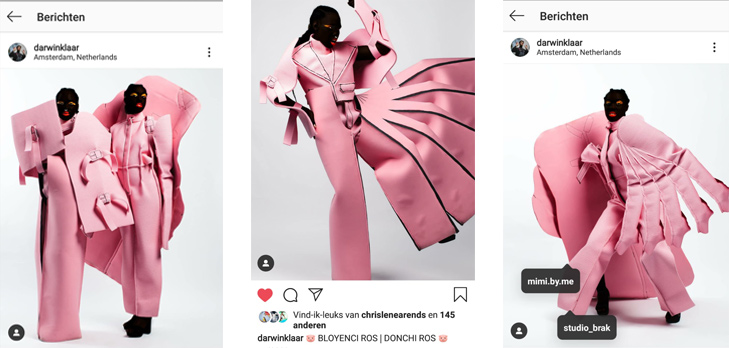 Berichten
darwinklaar
Amsterdam, Netherlands
Vind-ik-leuks van chrislenearends en 145
anderen
darwinklaar 🐷 BLOYENCI ROS | DONCHI ROS 🐷
Berichten
darwinklaar
Amsterdam, Netherlands
mimi.by.me
studio_brak